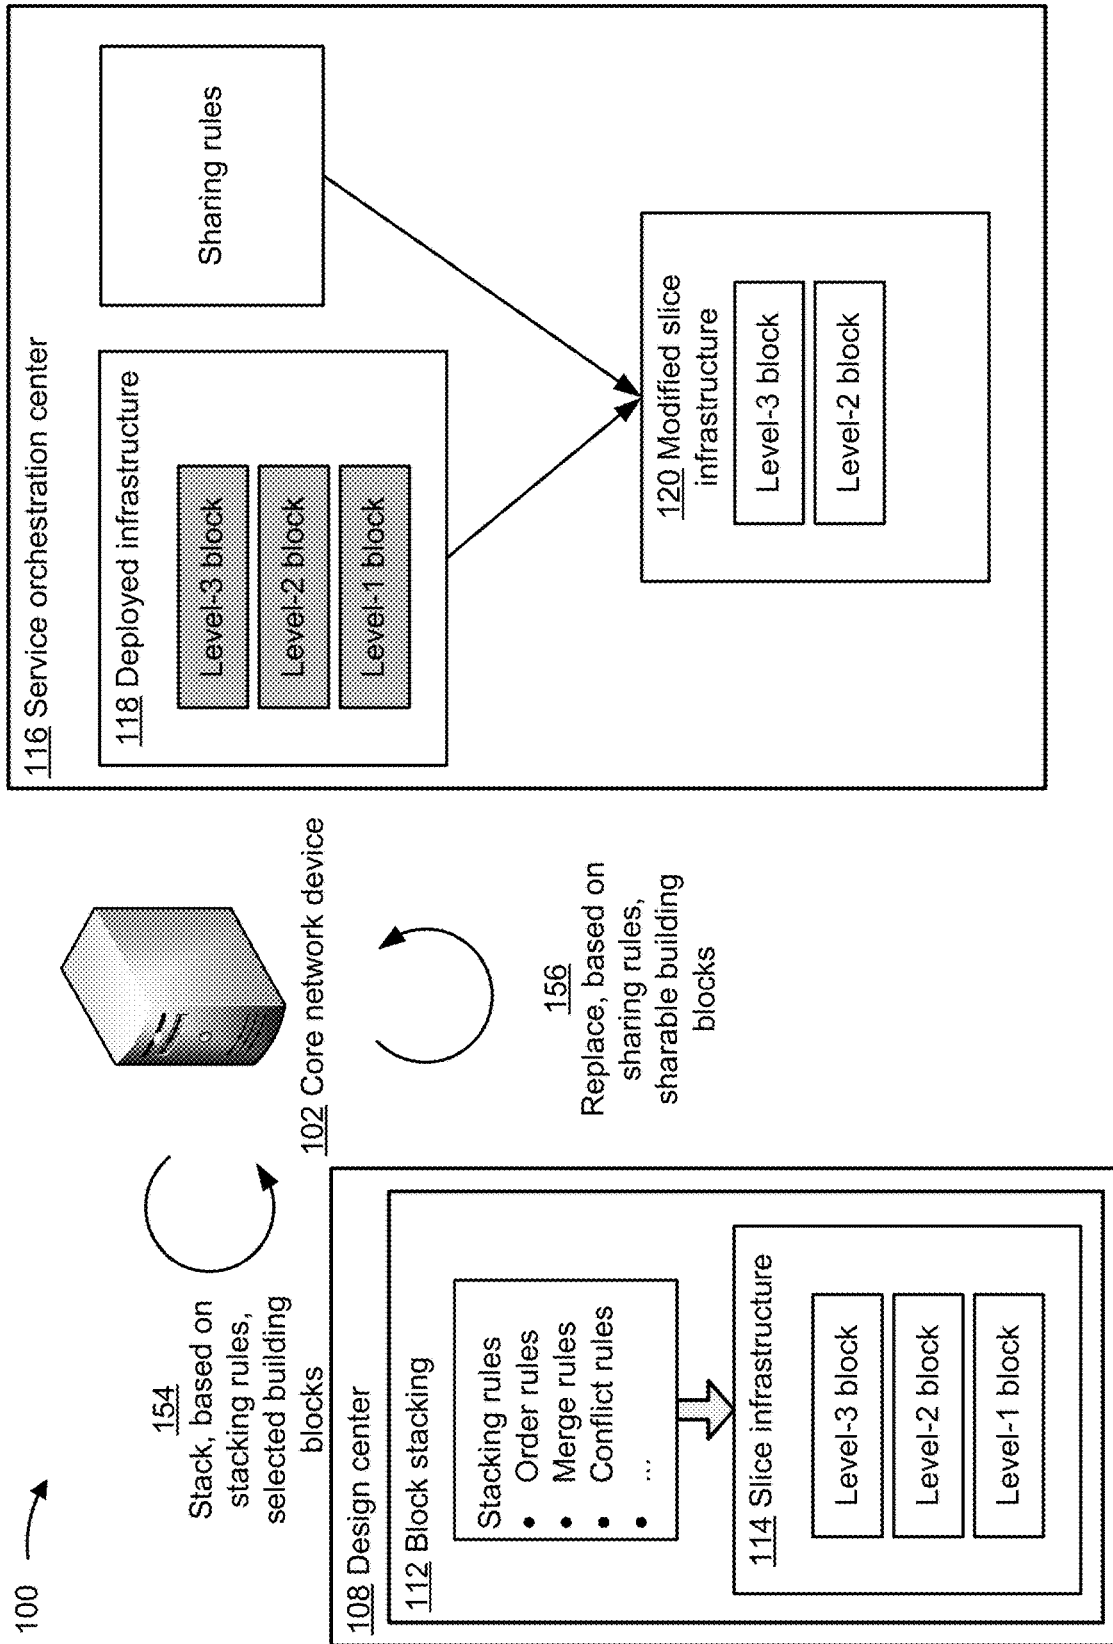 100
154
Stack, based on
stacking rules,
selected building
blocks
102 Core network device
156
Replace, based on
sharing rules,
sharable building
blocks
108 Design center
112 Block stacking
Stacking rules
• Order rules
• Merge rules
• Conflict rules
• ...
114 Slice infrastructure
Level-3 block
Level-2 block
Level-1 block
116 Service orchestration center
118 Deployed infrastructure
Level-3 block
Level-2 block
Level-1 block
Sharing rules
120 Modified slice
infrastructure
Level-3 block
Level-2 block